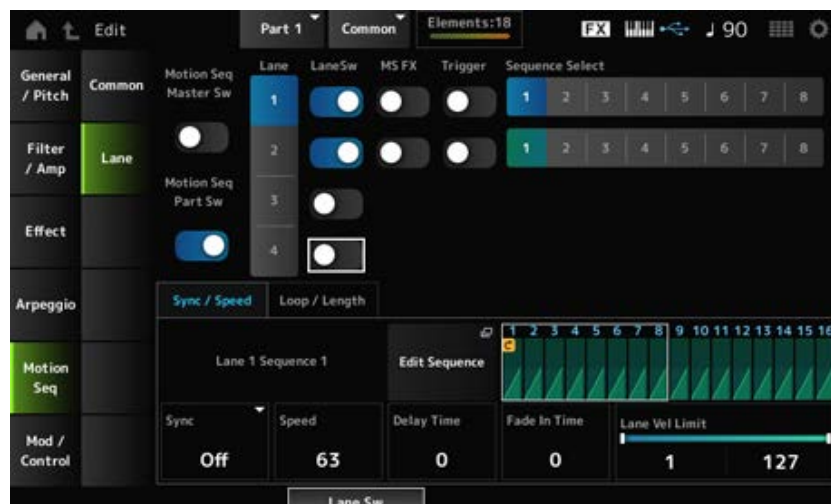 Edit
Part 1
Common
Elements:18
FX
♩ 90
General / Pitch
Filter / Amp
Effect
Arpeggio
Motion Seq
Mod / Control
Common
Lane
Motion Seq Master Sw
Motion Seq Part Sw
Lane LaneSw MS FX Trigger Sequence Select
1 1 2 3 4 5 6 7 8
2 1 2 3 4 5 6 7 8
3
4
Sync / Speed Loop / Length
Lane 1 Sequence 1
Edit Sequence
1 2 3 4 5 6 7 8 9 10 11 12 13 14 15 16
C
Sync Speed Delay Time Fade In Time Lane Vel Limit
Off 63 0 0 1 127
Lane Sw